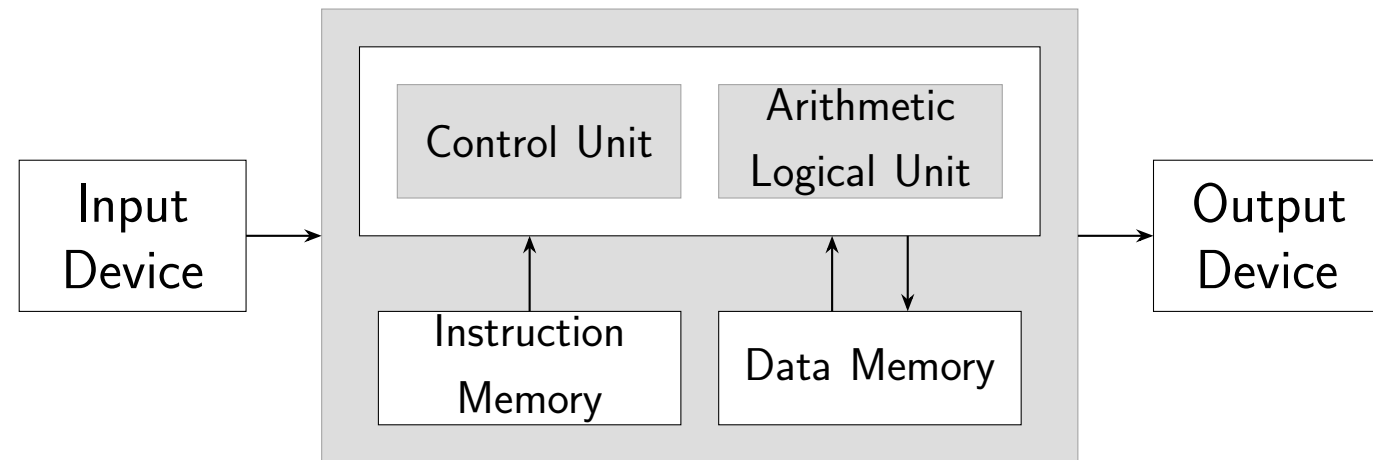 Input
Device
Control Unit
Arithmetic
Logical Unit
Instruction
Memory
Data Memory
Output
Device